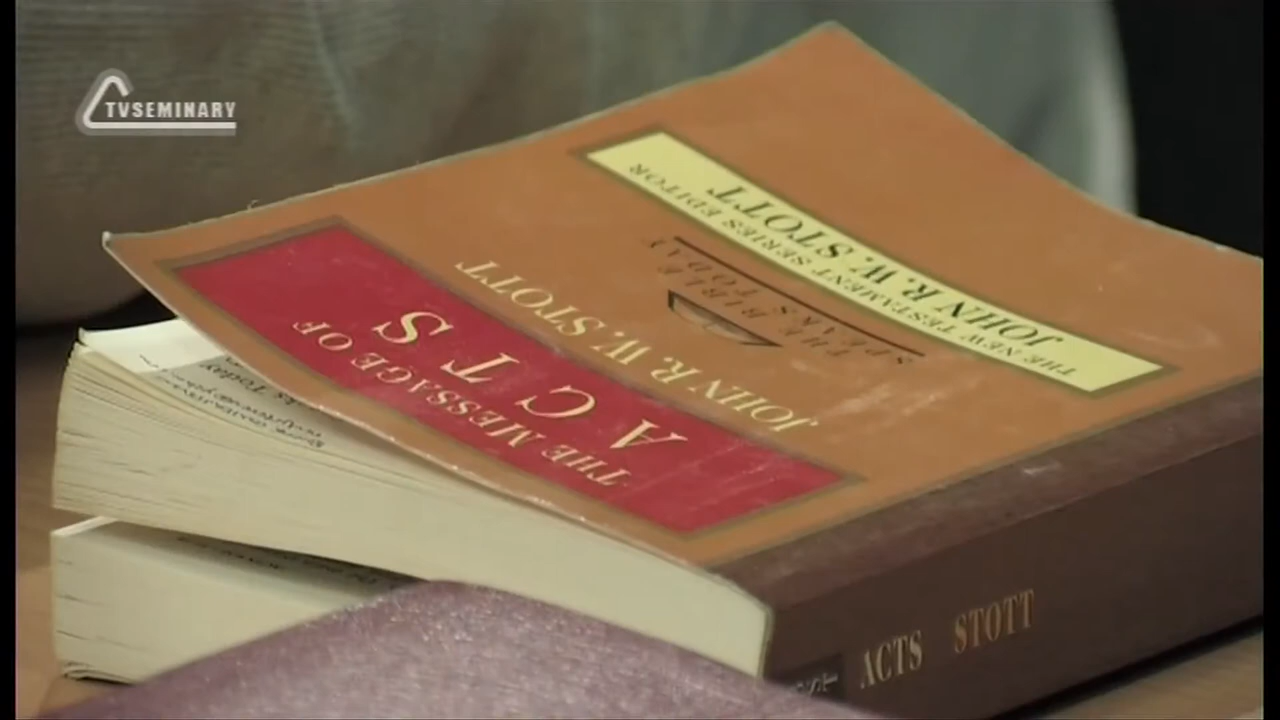 TVSEMINARY
THE MESSAGE OF
ACTS
JOHN R. W. STOTT
THE BIBLE
SPEAKS TODAY
THE NEW TESTAMENT SERIES EDITOR
JOHN R. W. STOTT
ACTS STOTT